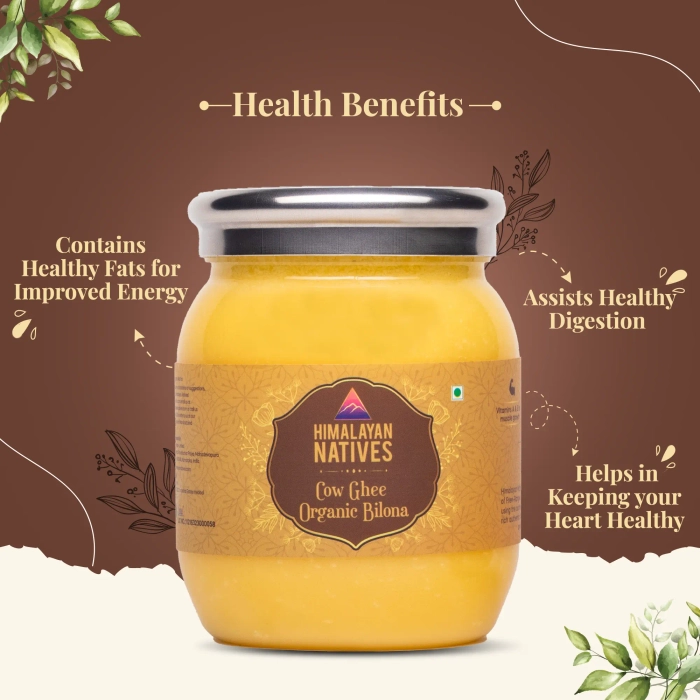 Health Benefits
Contains
Healthy Fats for
Improved Energy
Assists Healthy
Digestion
Helps in
Keeping your
Heart Healthy
HIMALAYAN
NATIVES
Cow Ghee
Organic Bilona